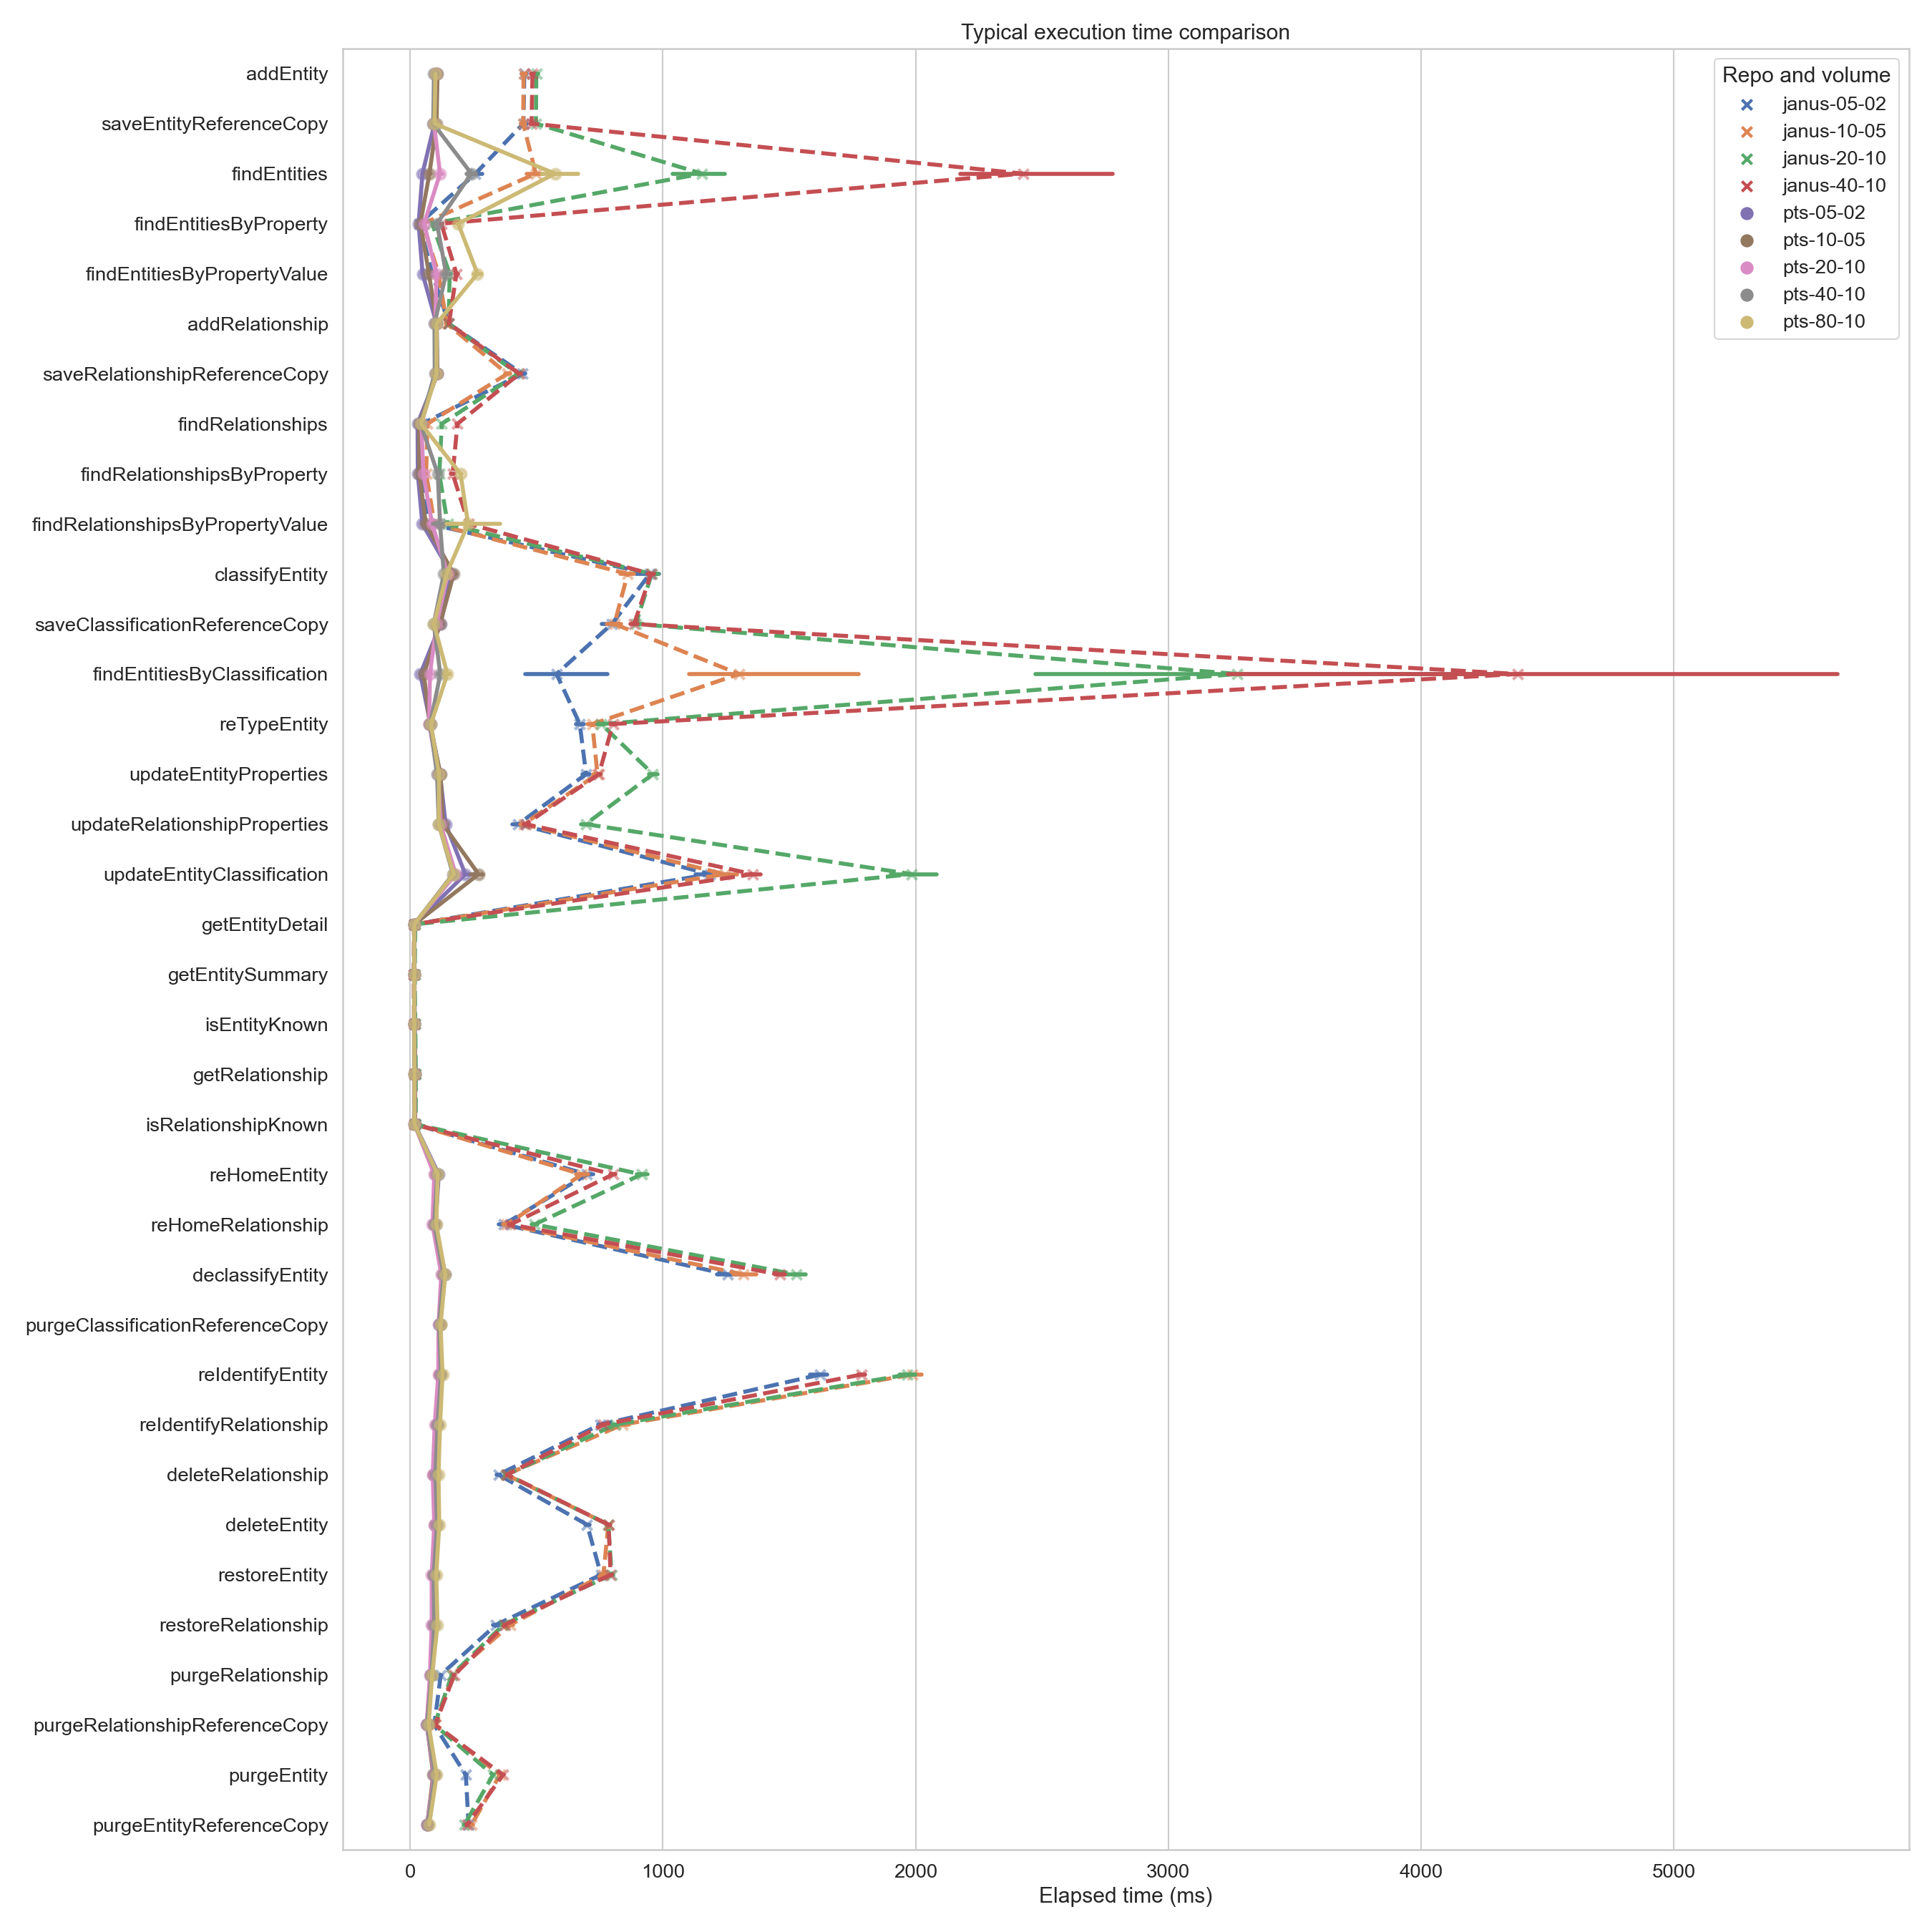 Typical execution time comparison
Repo and volume
janus-05-02
janus-10-05
janus-20-10
janus-40-10
pts-05-02
pts-10-05
pts-20-10
pts-40-10
pts-80-10
addEntity
saveEntityReferenceCopy
findEntities
findEntitiesByProperty
findEntitiesByPropertyValue
addRelationship
saveRelationshipReferenceCopy
findRelationships
findRelationshipsByProperty
findRelationshipsByPropertyValue
classifyEntity
saveClassificationReferenceCopy
findEntitiesByClassification
reTypeEntity
updateEntityProperties
updateRelationshipProperties
updateEntityClassification
getEntityDetail
getEntitySummary
isEntityKnown
getRelationship
isRelationshipKnown
reHomeEntity
reHomeRelationship
declassifyEntity
purgeClassificationReferenceCopy
reIdentifyEntity
reIdentifyRelationship
deleteRelationship
deleteEntity
restoreEntity
restoreRelationship
purgeRelationship
purgeRelationshipReferenceCopy
purgeEntity
purgeEntityReferenceCopy
0 1000 2000 3000 4000 5000
Elapsed time (ms)